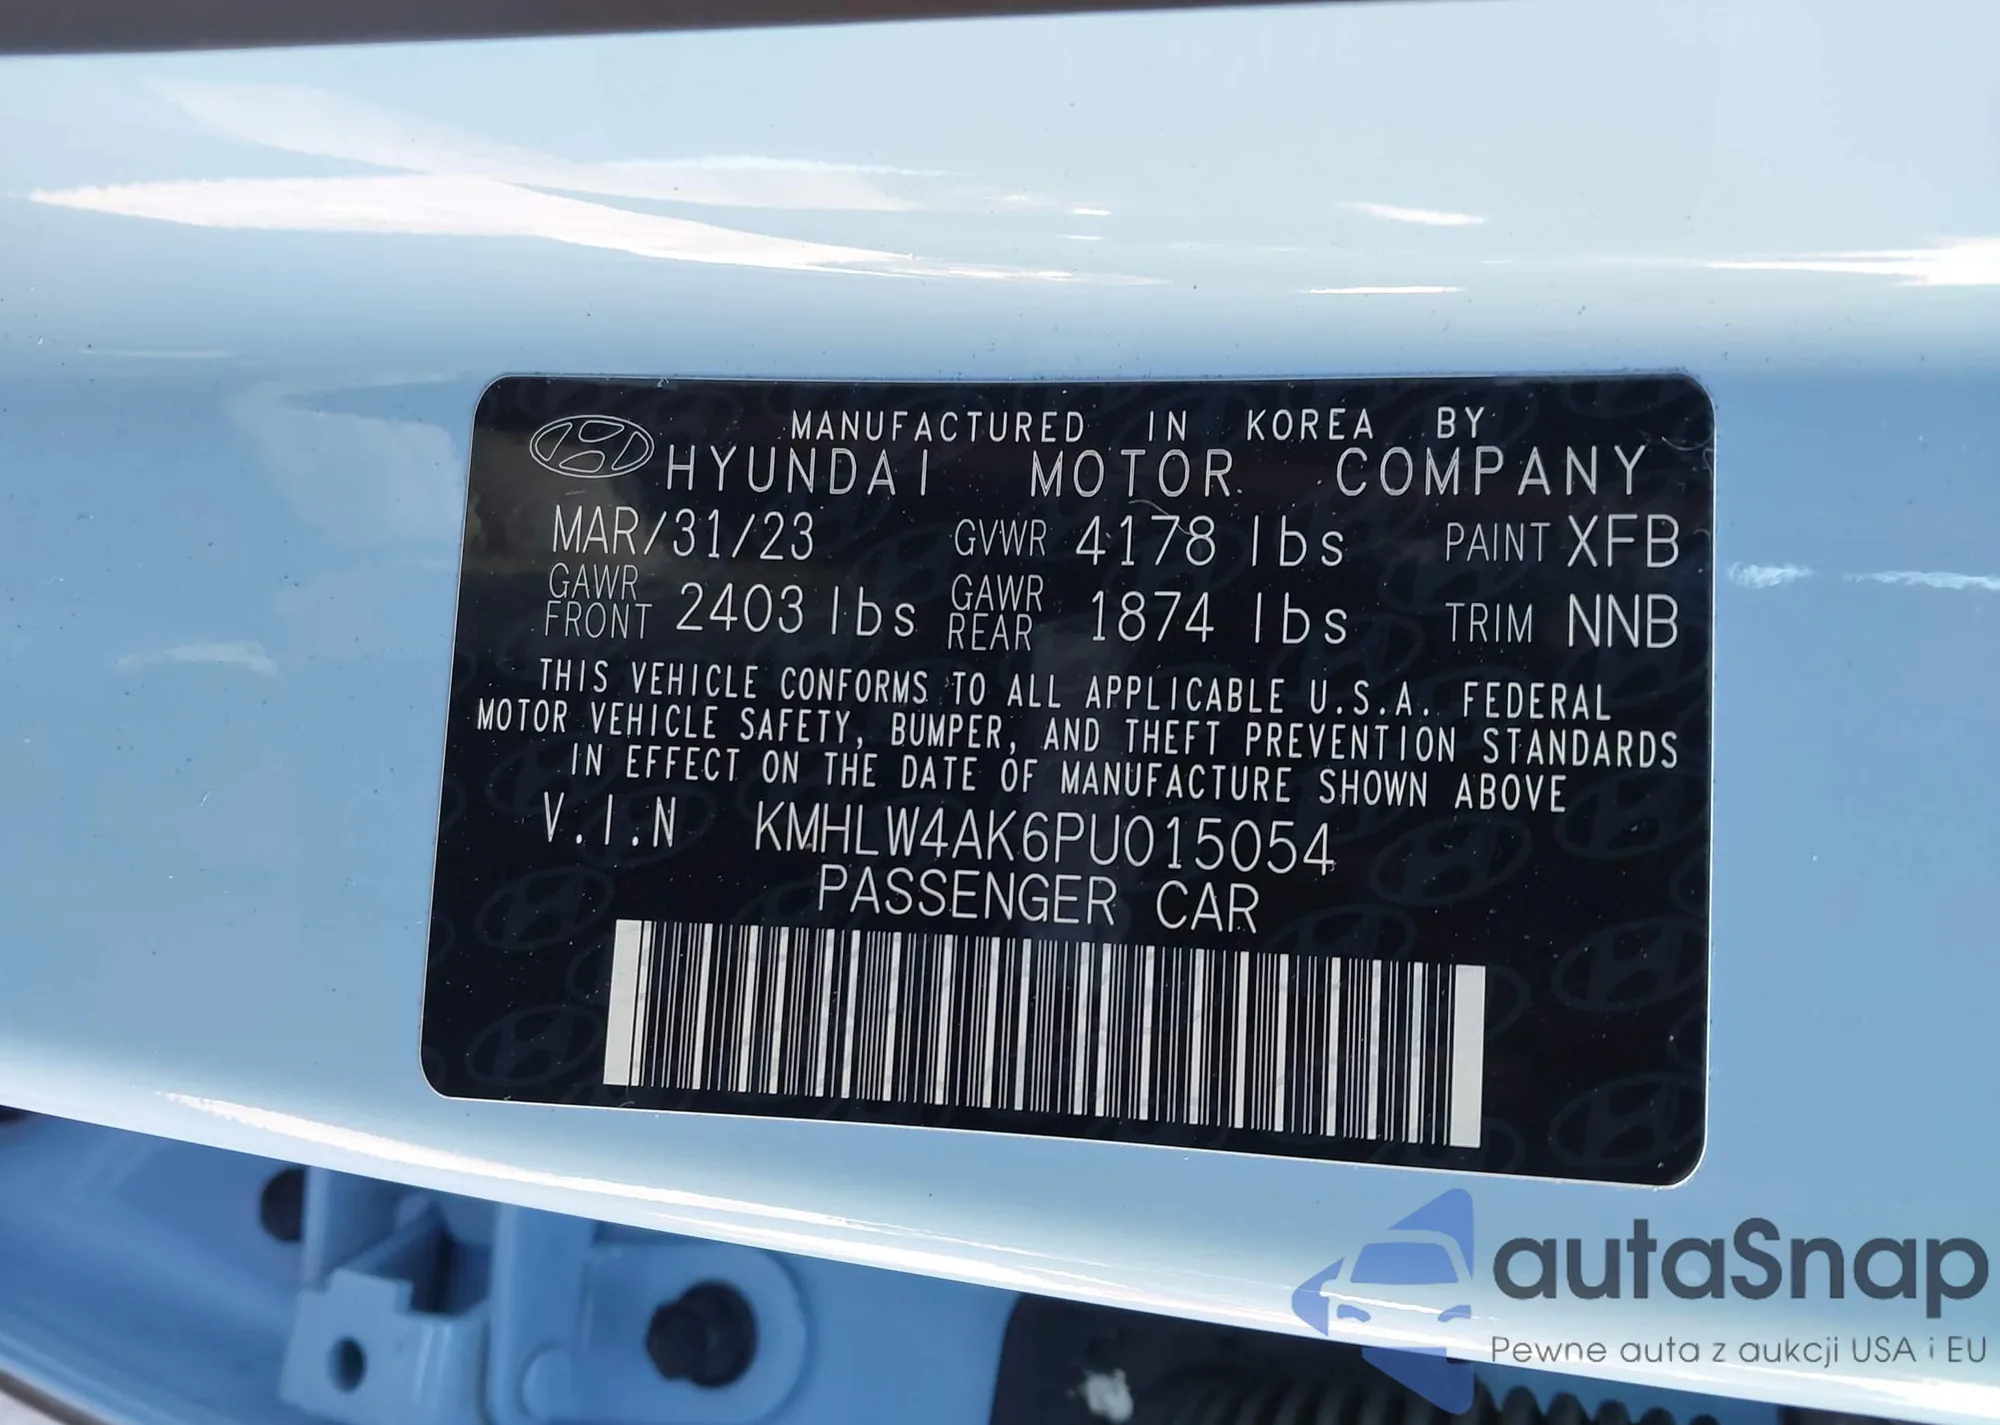 MANUFACTURED IN KOREA BY
HYUNDAI MOTOR COMPANY
MAR/31/23 GVWR 4178 lbs PAINT XFB
GAWR FRONT 2403 lbs GAWR REAR 1874 lbs TRIM NNB
THIS VEHICLE CONFORMS TO ALL APPLICABLE U.S.A. FEDERAL
MOTOR VEHICLE SAFETY, BUMPER, AND THEFT PREVENTION STANDARDS
IN EFFECT ON THE DATE OF MANUFACTURE SHOWN ABOVE
V.I.N KMHLW4AK6PU015054
PASSENGER CAR
autaSnap
Pewne auta z aukcji USA i EU